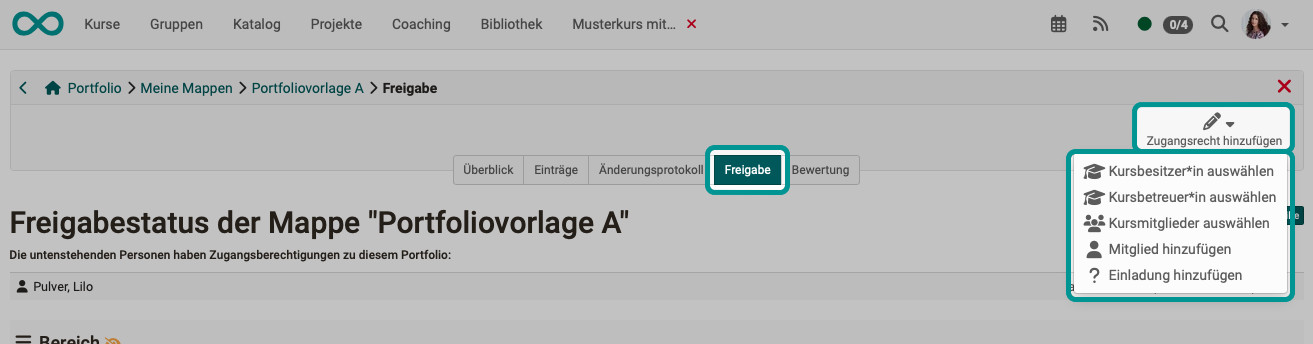 Kurse Gruppen Katalog Projekte Coaching Bibliothek Musterkurs mit... 0/4
Portfolio Meine Mappen Portfoliovorlage A Freigabe
Zugangsrecht hinzufügen
Überblick Einträge Änderungsprotokoll Freigabe Bewertung
Kursbesitzer*in auswählen
Kursbetreuer*in auswählen
Kursmitglieder auswählen
Mitglied hinzufügen
Einladung hinzufügen
Freigabestatus der Mappe "Portfoliovorlage A"
Die untenstehenden Personen haben Zugangsberechtigungen zu diesem Portfolio:
Pulver, Lilo
Bereich